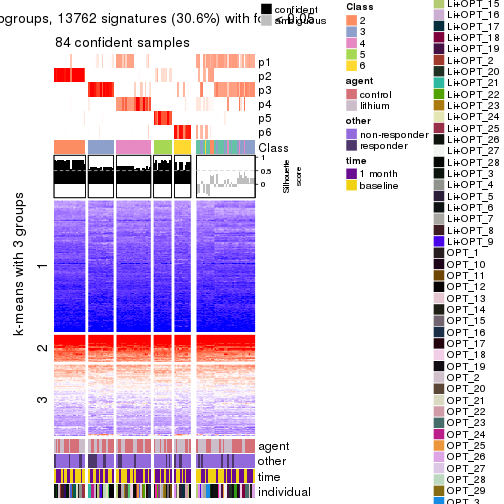 ogroups, 13762 signatures (30.6%) with f
confident
ambiguous
84 confident samples
p1
p2
p3
p4
p5
p6
Class
1
0.5
0
Silhouette
score
k-means with 3 groups
1
2
3
agent
other
time
individual
Class
2
3
4
5
6
agent
control
lithium
other
non-responder
responder
time
1 month
baseline
Li+OPT_15
Li+OPT_16
Li+OPT_17
Li+OPT_18
Li+OPT_19
Li+OPT_2
Li+OPT_20
Li+OPT_21
Li+OPT_22
Li+OPT_23
Li+OPT_24
Li+OPT_25
Li+OPT_26
Li+OPT_27
Li+OPT_28
Li+OPT_3
Li+OPT_4
Li+OPT_5
Li+OPT_6
Li+OPT_7
Li+OPT_8
Li+OPT_9
OPT_1
OPT_10
OPT_11
OPT_12
OPT_13
OPT_14
OPT_15
OPT_16
OPT_17
OPT_18
OPT_19
OPT_2
OPT_20
OPT_21
OPT_22
OPT_23
OPT_24
OPT_25
OPT_26
OPT_27
OPT_28
OPT_29
OPT_3